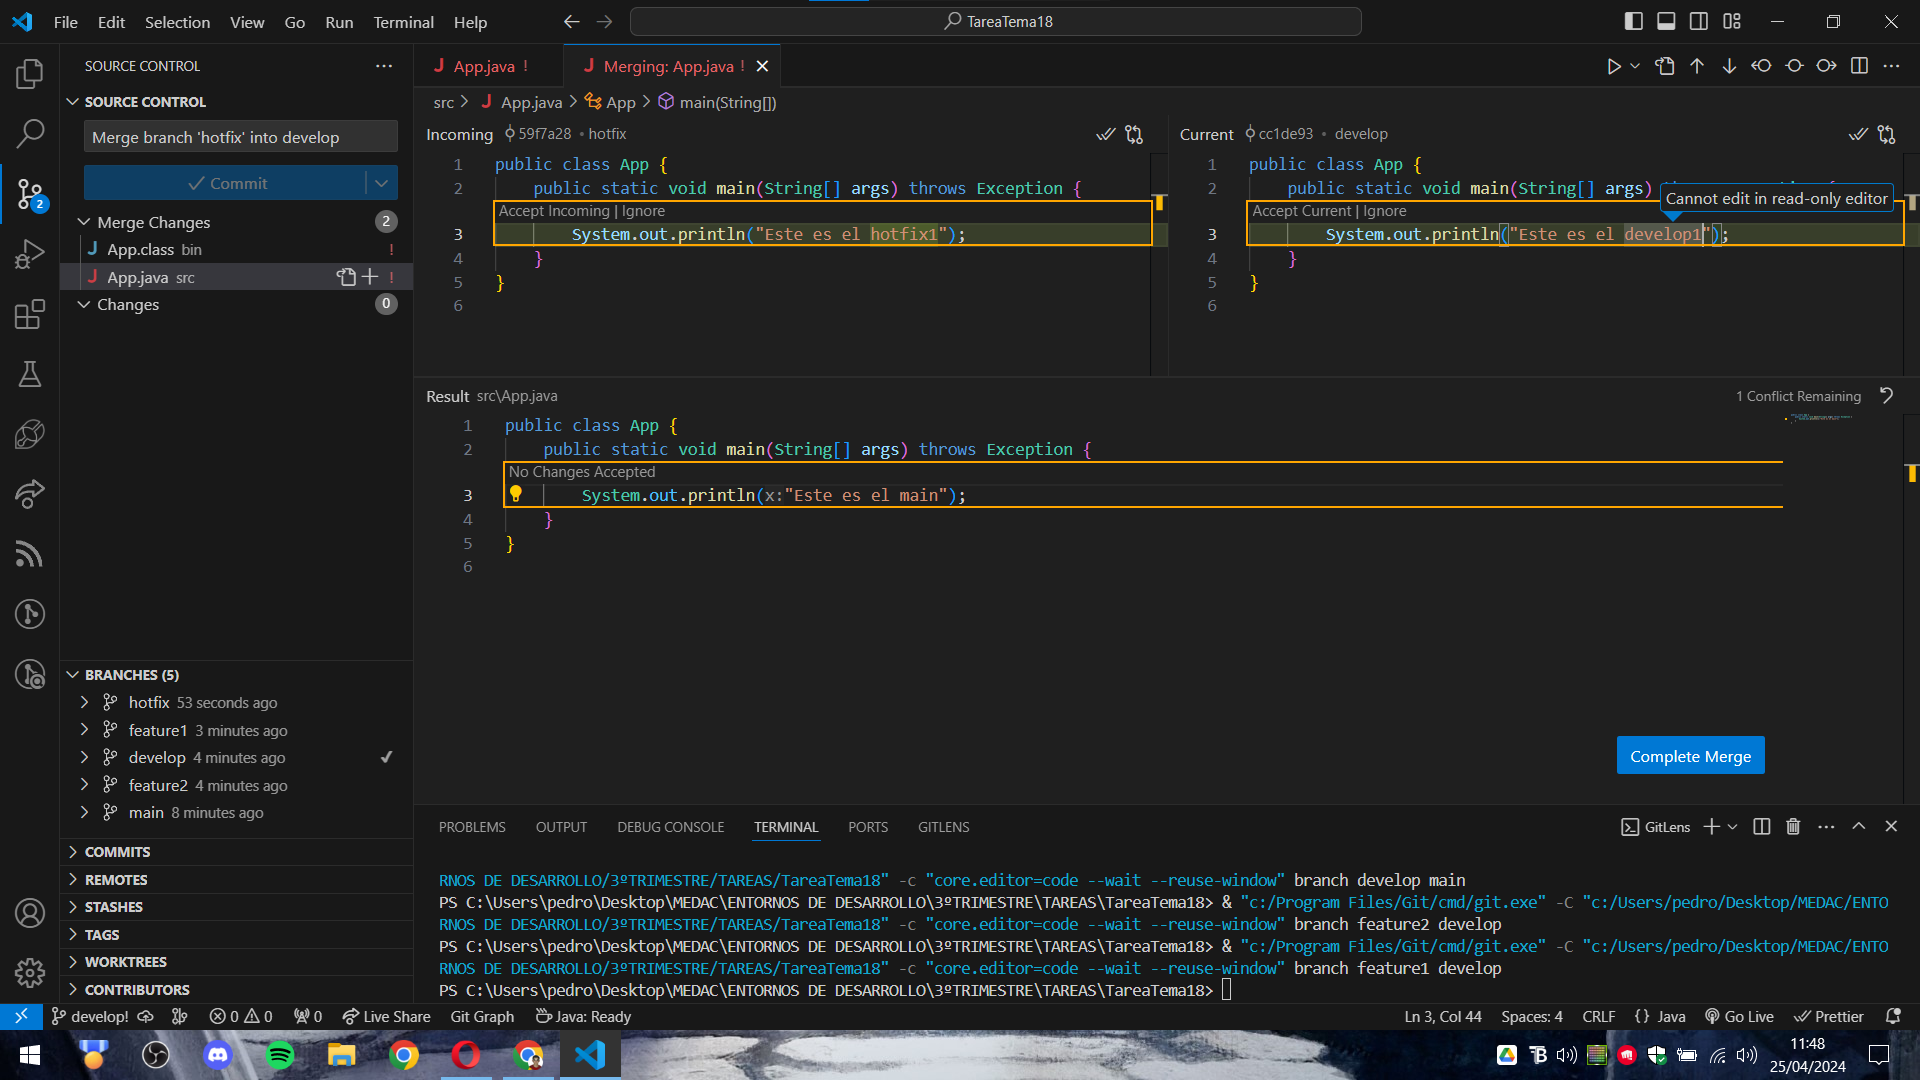 File Edit Selection View Go Run Terminal Help
TareaTema18
SOURCE CONTROL
SOURCE CONTROL
Merge branch 'hotfix' into develop
Commit
Merge Changes 2
App.class bin !
App.java src !
Changes 0
BRANCHES (5)
hotfix 53 seconds ago
feature1 3 minutes ago
develop 4 minutes ago
feature2 4 minutes ago
main 8 minutes ago
COMMITS
REMOTES
STASHES
TAGS
WORKTREES
CONTRIBUTORS
2
App.java !
Merging: App.java !
src > App.java > App > main(String[])
Incoming 59f7a28 • hotfix
1 public class App {
2 public static void main(String[] args) throws Exception {
Accept Incoming | Ignore
3 System.out.println("Este es el hotfix1");
4 }
5 }
6
Current cc1de93 • develop
1 public class App {
2 public static void main(String[] args)
Cannot edit in read-only editor
Accept Current | Ignore
3 System.out.println("Este es el develop1");
4 }
5 }
6
Result src\App.java
1 Conflict Remaining
1 public class App {
2 public static void main(String[] args) throws Exception {
No Changes Accepted
3 System.out.println(x:"Este es el main");
4 }
5 }
6
Complete Merge
PROBLEMS OUTPUT DEBUG CONSOLE TERMINAL PORTS GITLENS
GitLens
RNOS DE DESARROLLO/3ºTRIMESTRE/TAREAS/TareaTema18" -c "core.editor=code --wait --reuse-window" branch develop main
PS C:\Users\pedro\Desktop\MEDAC\ENTORNOS DE DESARROLLO\3ºTRIMESTRE\TAREAS\TareaTema18> & "c:/Program Files/Git/cmd/git.exe" -C "c:/Users/pedro/Desktop/MEDAC/ENTO
RNOS DE DESARROLLO/3ºTRIMESTRE/TAREAS/TareaTema18" -c "core.editor=code --wait --reuse-window" branch feature2 develop
PS C:\Users\pedro\Desktop\MEDAC\ENTORNOS DE DESARROLLO\3ºTRIMESTRE\TAREAS\TareaTema18> & "c:/Program Files/Git/cmd/git.exe" -C "c:/Users/pedro/Desktop/MEDAC/ENTO
RNOS DE DESARROLLO/3ºTRIMESTRE/TAREAS/TareaTema18" -c "core.editor=code --wait --reuse-window" branch feature1 develop
PS C:\Users\pedro\Desktop\MEDAC\ENTORNOS DE DESARROLLO\3ºTRIMESTRE\TAREAS\TareaTema18>
develop! 0 0 0 Live Share Git Graph Java: Ready Ln 3, Col 44 Spaces: 4 CRLF {} Java Go Live Prettier
11:48
25/04/2024